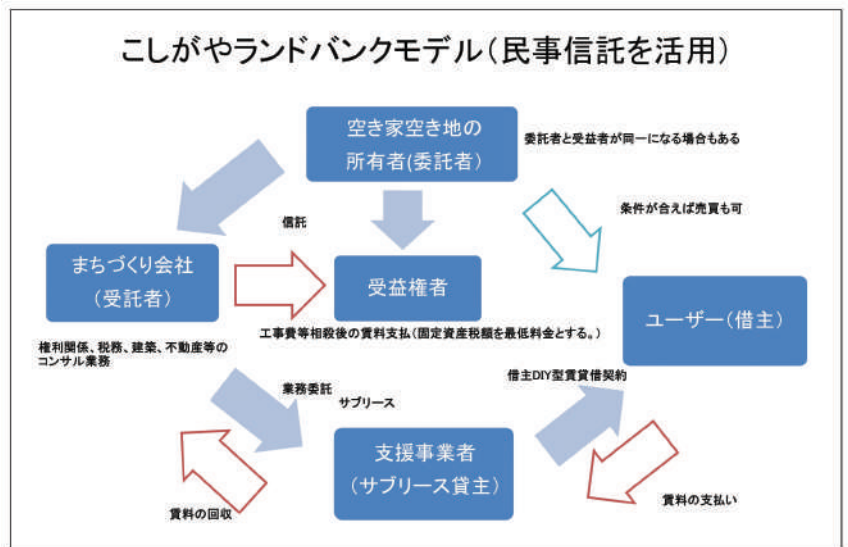 こしがやランドバンクモデル（民事信託を活用）
空き家空き地の
所有者(委託者）
委託者と受益者が同一になる場合もある
条件が合えば売買も可
信託
まちづくり会社
（受託者）
受益権者
ユーザー（借主）
工事費等相殺後の賃料支払（固定資産税額を最低料金とする。）
権利関係、税務、建築、不動産等の
コンサル業務
借主DIY型賃貸借契約
業務委託
サブリース
支援事業者
（サブリース貸主）
賃料の回収
賃料の支払い